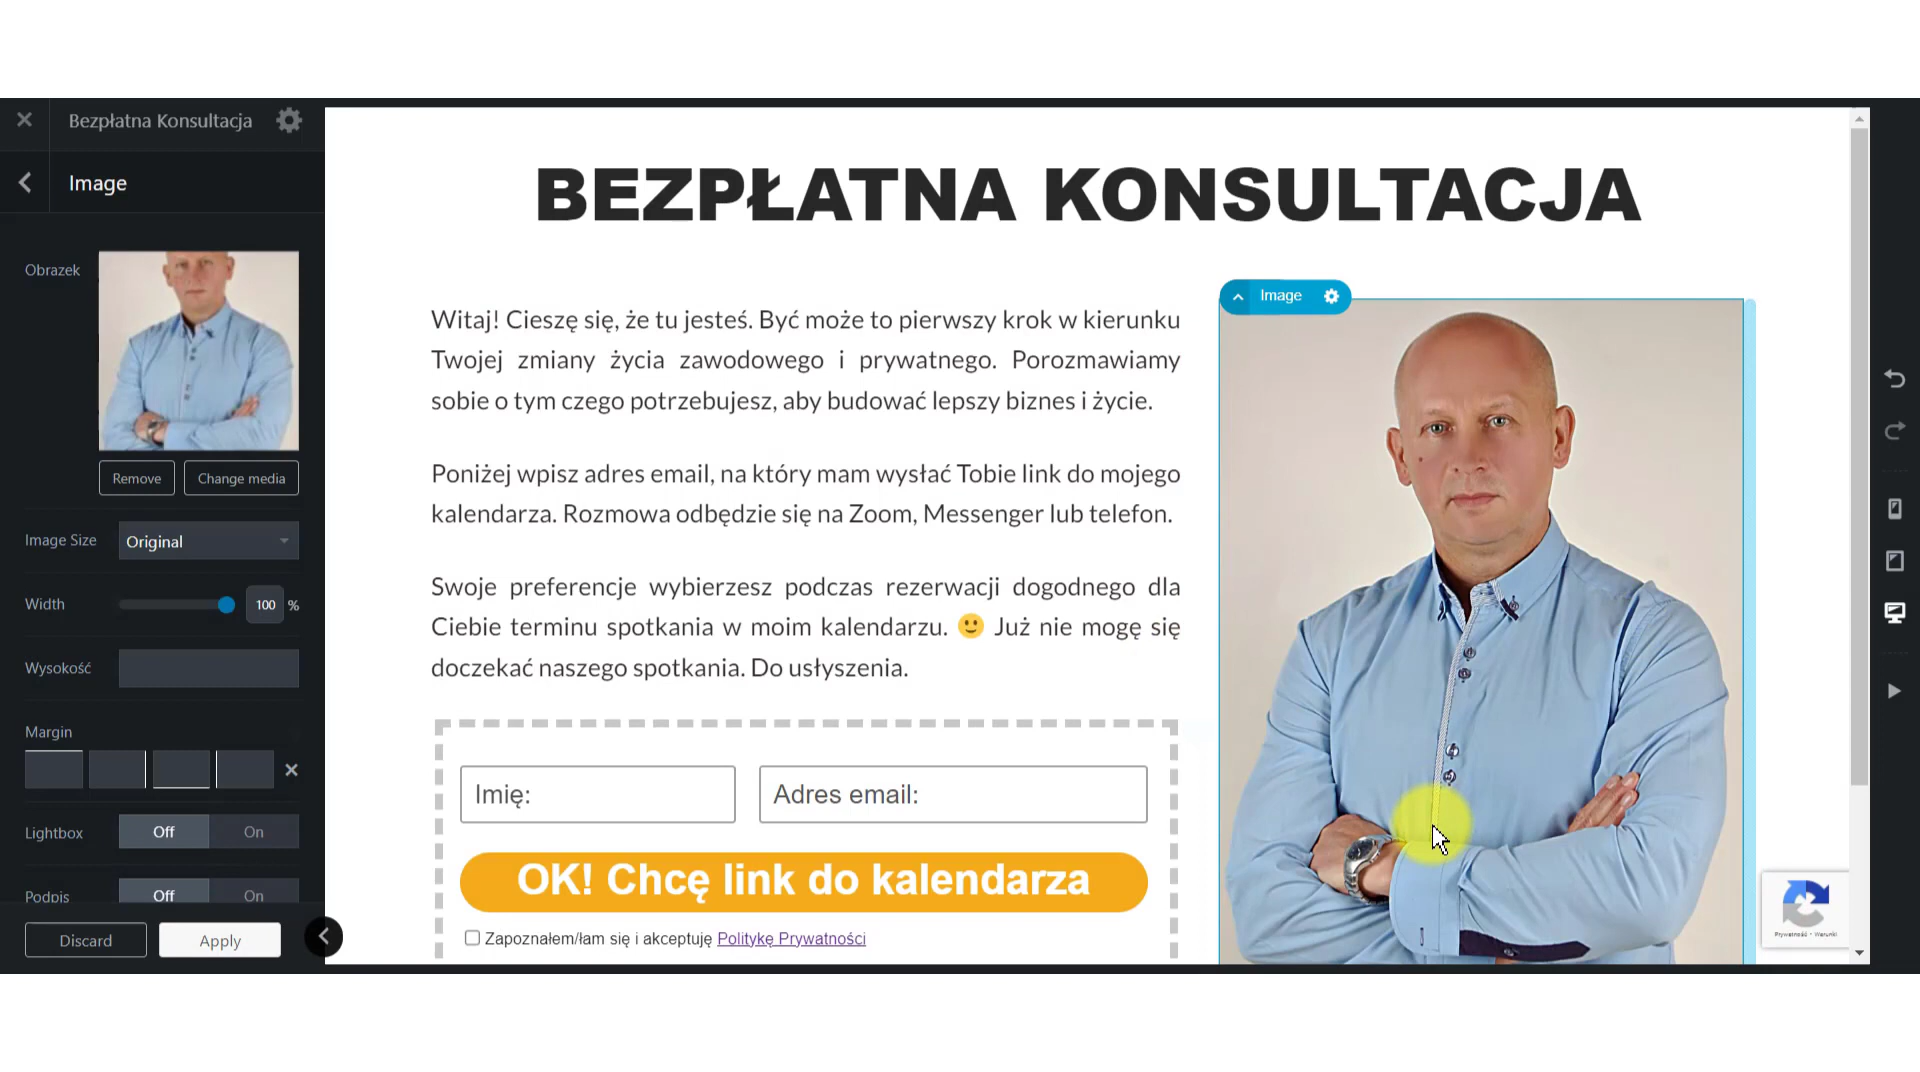 Bezpłatna Konsultacja
Image
Obrazek
Remove
Change media
Image Size
Original
Width
100
%
Wysokość
Margin
Lightbox
Off
On
Podpis
Off
On
Discard
Apply
BEZPŁATNA KONSULTACJA
Witaj! Cieszę się, że tu jesteś. Być może to pierwszy krok w kierunku
Twojej zmiany życia zawodowego i prywatnego. Porozmawiamy
sobie o tym czego potrzebujesz, aby budować lepszy biznes i życie.
Poniżej wpisz adres email, na który mam wysłać Tobie link do mojego
kalendarza. Rozmowa odbędzie się na Zoom, Messenger lub telefon.
Swoje preferencje wybierzesz podczas rezerwacji dogodnego dla
Ciebie terminu spotkania w moim kalendarzu. 🙂 Już nie mogę się
doczekać naszego spotkania. Do usłyszenia.
Imię:
Adres email:
OK! Chcę link do kalendarza
Zapoznałem/łam się i akceptuję Politykę Prywatności
Image
Prywatność - Warunki